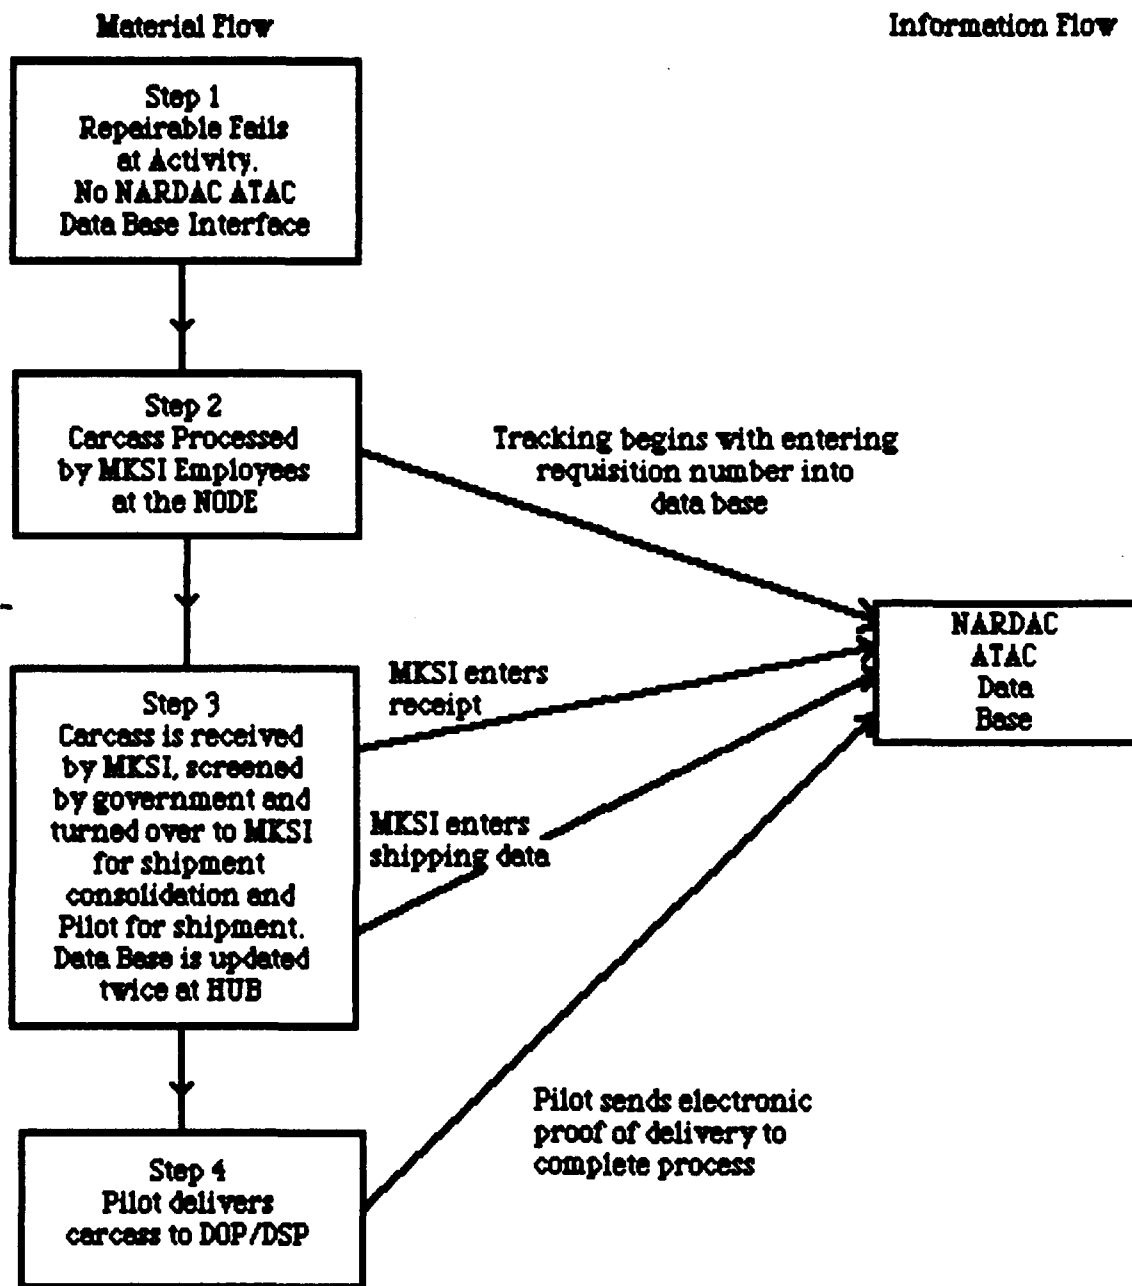 Material Flow
Information Flow
Step 1
Repairable Fails
at Activity.
No NARDAC ATAC
Data Base Interface
Step 2
Carcass Processed
by MKSI Employees
at the NODE
Tracking begins with entering
requisition number into
data base
NARDAC
ATAC
Data
Base
MKSI enters
receipt
Step 3
Carcass is received
by MKSI, screened
by government and
turned over to MKSI
for shipment
consolidation and
Pilot for shipment.
Data Base is updated
twice at HUB
MKSI enters
shipping data
Pilot sends electronic
proof of delivery to
complete process
Step 4
Pilot delivers
carcass to DOP/DSP